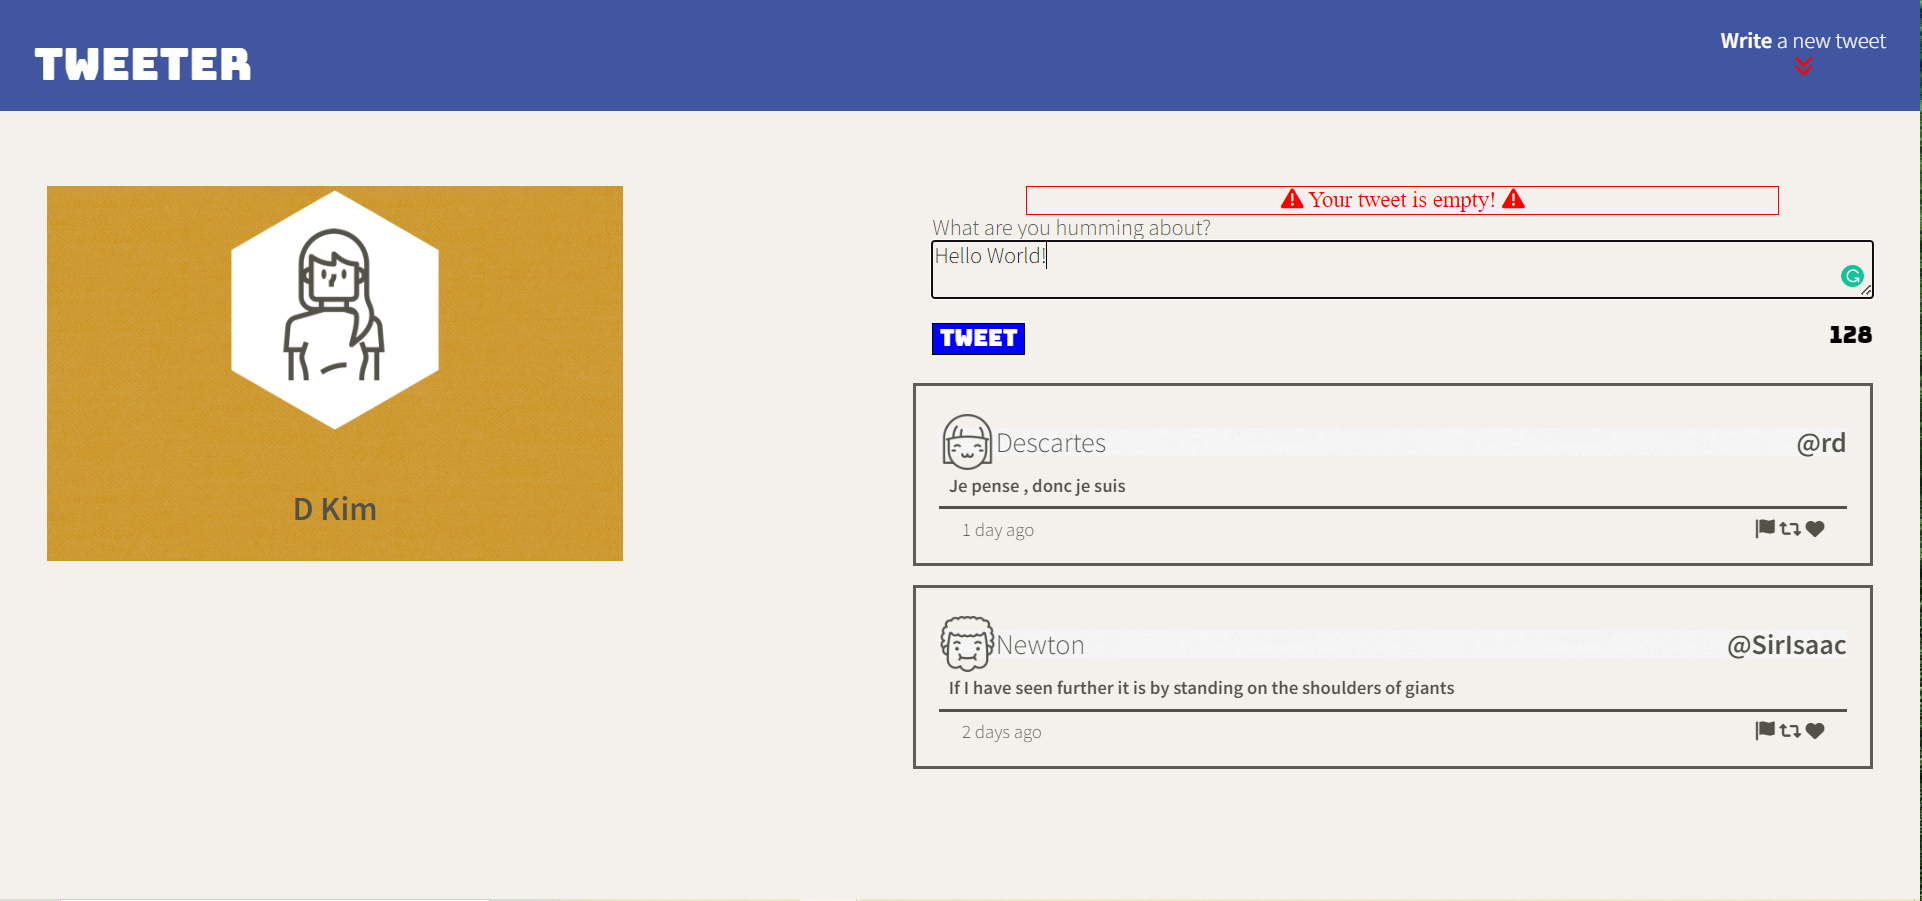 TWEETER
Write a new tweet
D Kim
Your tweet is empty!
What are you humming about?
Hello World!
TWEET
128
Descartes
@rd
Je pense , donc je suis
1 day ago
Newton
@SirIsaac
If I have seen further it is by standing on the shoulders of giants
2 days ago